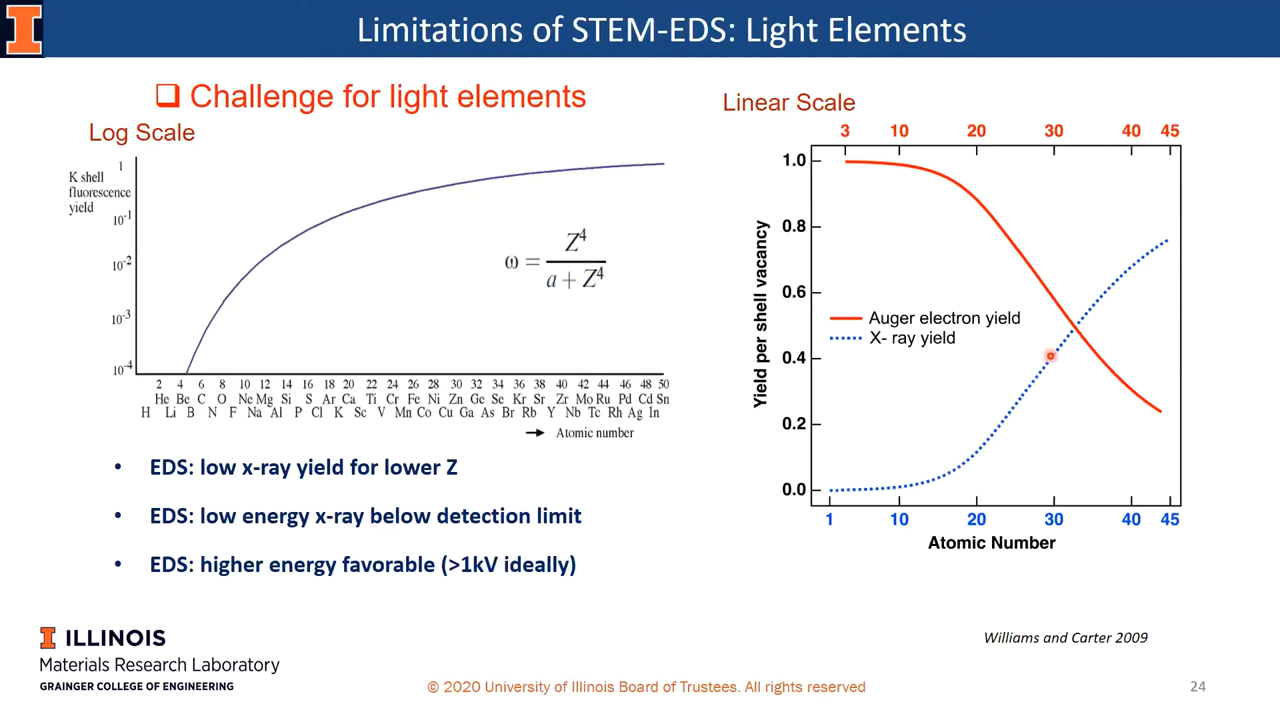 I
Limitations of STEM-EDS: Light Elements
❑ Challenge for light elements
Log Scale
K shell
fluorescence
yield
1
10-1
10-2
10-3
10-4
ω = Z4 / a + Z4
2 4 6 8 10 12 14 16 18 20 22 24 26 28 30 32 34 36 38 40 42 44 46 48 50
He Be C O Ne Mg Si S Ar Ca Ti Cr Fe Ni Zn Ge Se Kr Sr Zr Mo Ru Pd Cd Sn
H Li B N F Na Al P Cl K Sc V Mn Co Cu Ga As Br Rb Y Nb Tc Rh Ag In
→ Atomic number
Linear Scale
3 10 20 30 40 45
Yield per shell vacancy
1.0
0.8
0.6
0.4
0.2
0.0
Auger electron yield
X- ray yield
1 10 20 30 40 45
Atomic Number
• EDS: low x-ray yield for lower Z
• EDS: low energy x-ray below detection limit
• EDS: higher energy favorable (>1kV ideally)
Williams and Carter 2009
I ILLINOIS
Materials Research Laboratory
GRAINGER COLLEGE OF ENGINEERING
© 2020 University of Illinois Board of Trustees. All rights reserved
24